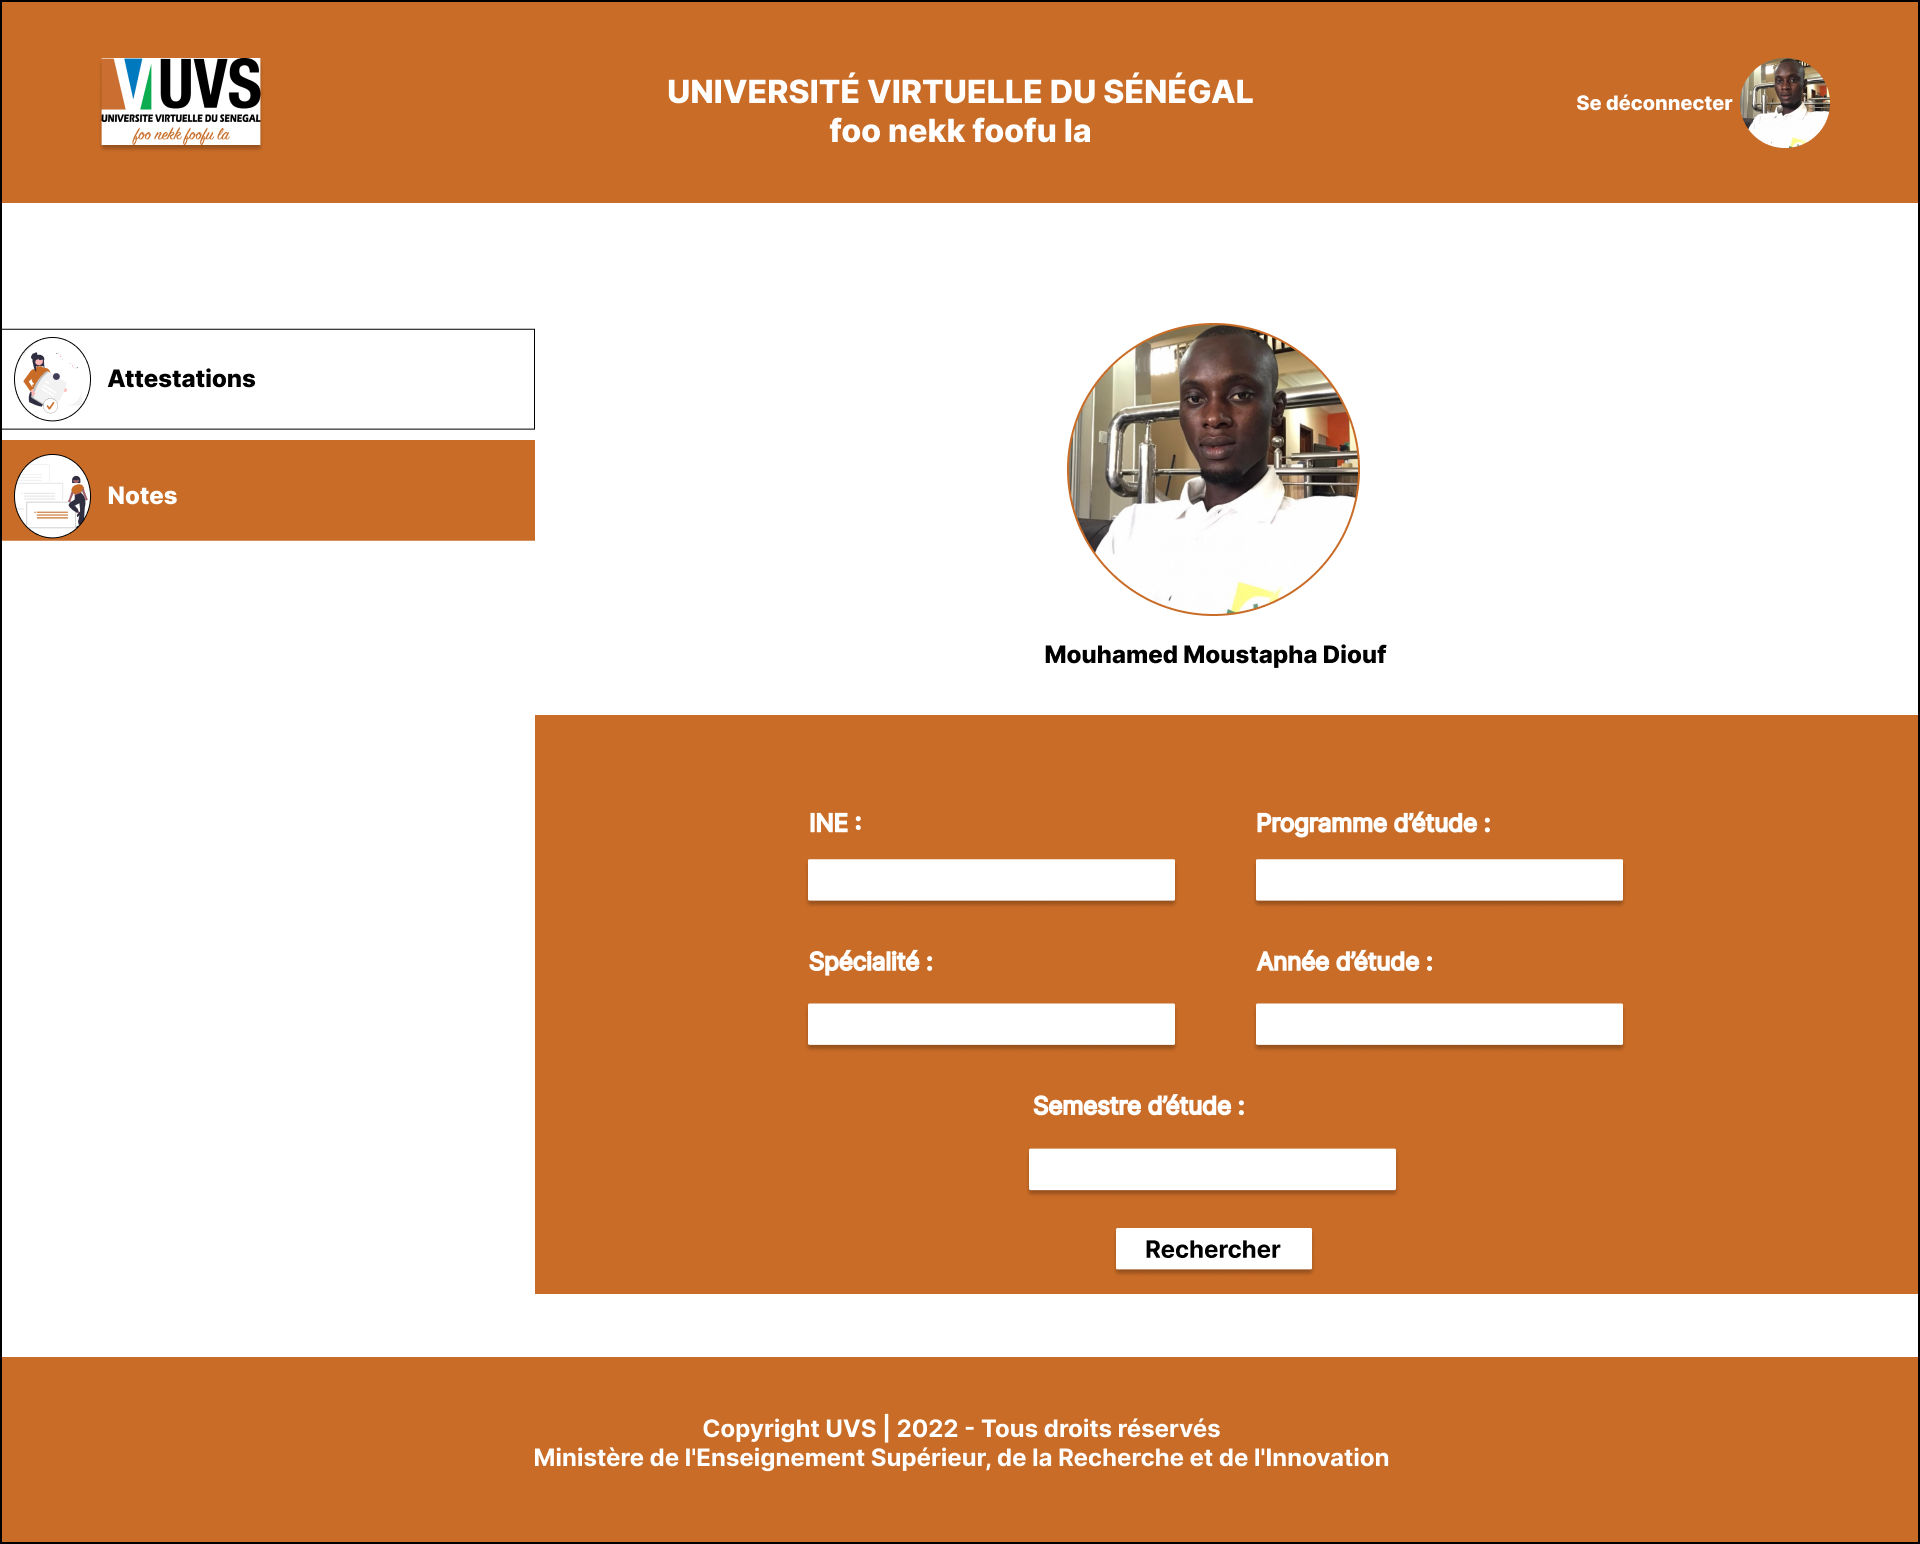 UVS
UNIVERSITE VIRTUELLE DU SENEGAL
foo nekk foofu la
UNIVERSITÉ VIRTUELLE DU SÉNÉGAL
foo nekk foofu la
Se déconnecter
Attestations
Notes
Mouhamed Moustapha Diouf
INE :
Programme d’étude :
Spécialité :
Année d’étude :
Semestre d’étude :
Rechercher
Copyright UVS | 2022 - Tous droits réservés
Ministère de l'Enseignement Supérieur, de la Recherche et de l'Innovation